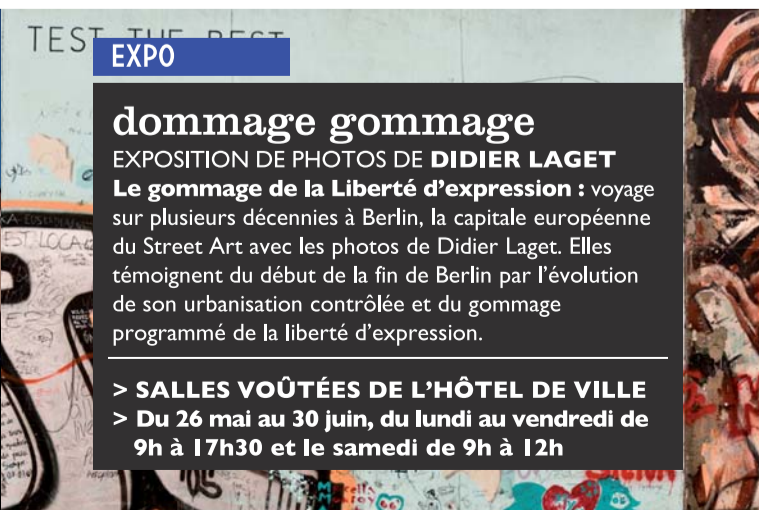 TEST THE BEST
EXPO
dommage gommage
EXPOSITION DE PHOTOS DE DIDIER LAGET
Le gommage de la Liberté d’expression : voyage
sur plusieurs décennies à Berlin, la capitale européenne
du Street Art avec les photos de Didier Laget. Elles
témoignent du début de la fin de Berlin par l’évolution
de son urbanisation contrôlée et du gommage
programmé de la liberté d’expression.
> SALLES VOÛTÉES DE L’HÔTEL DE VILLE
> Du 26 mai au 30 juin, du lundi au vendredi de
9h à 17h30 et le samedi de 9h à 12h